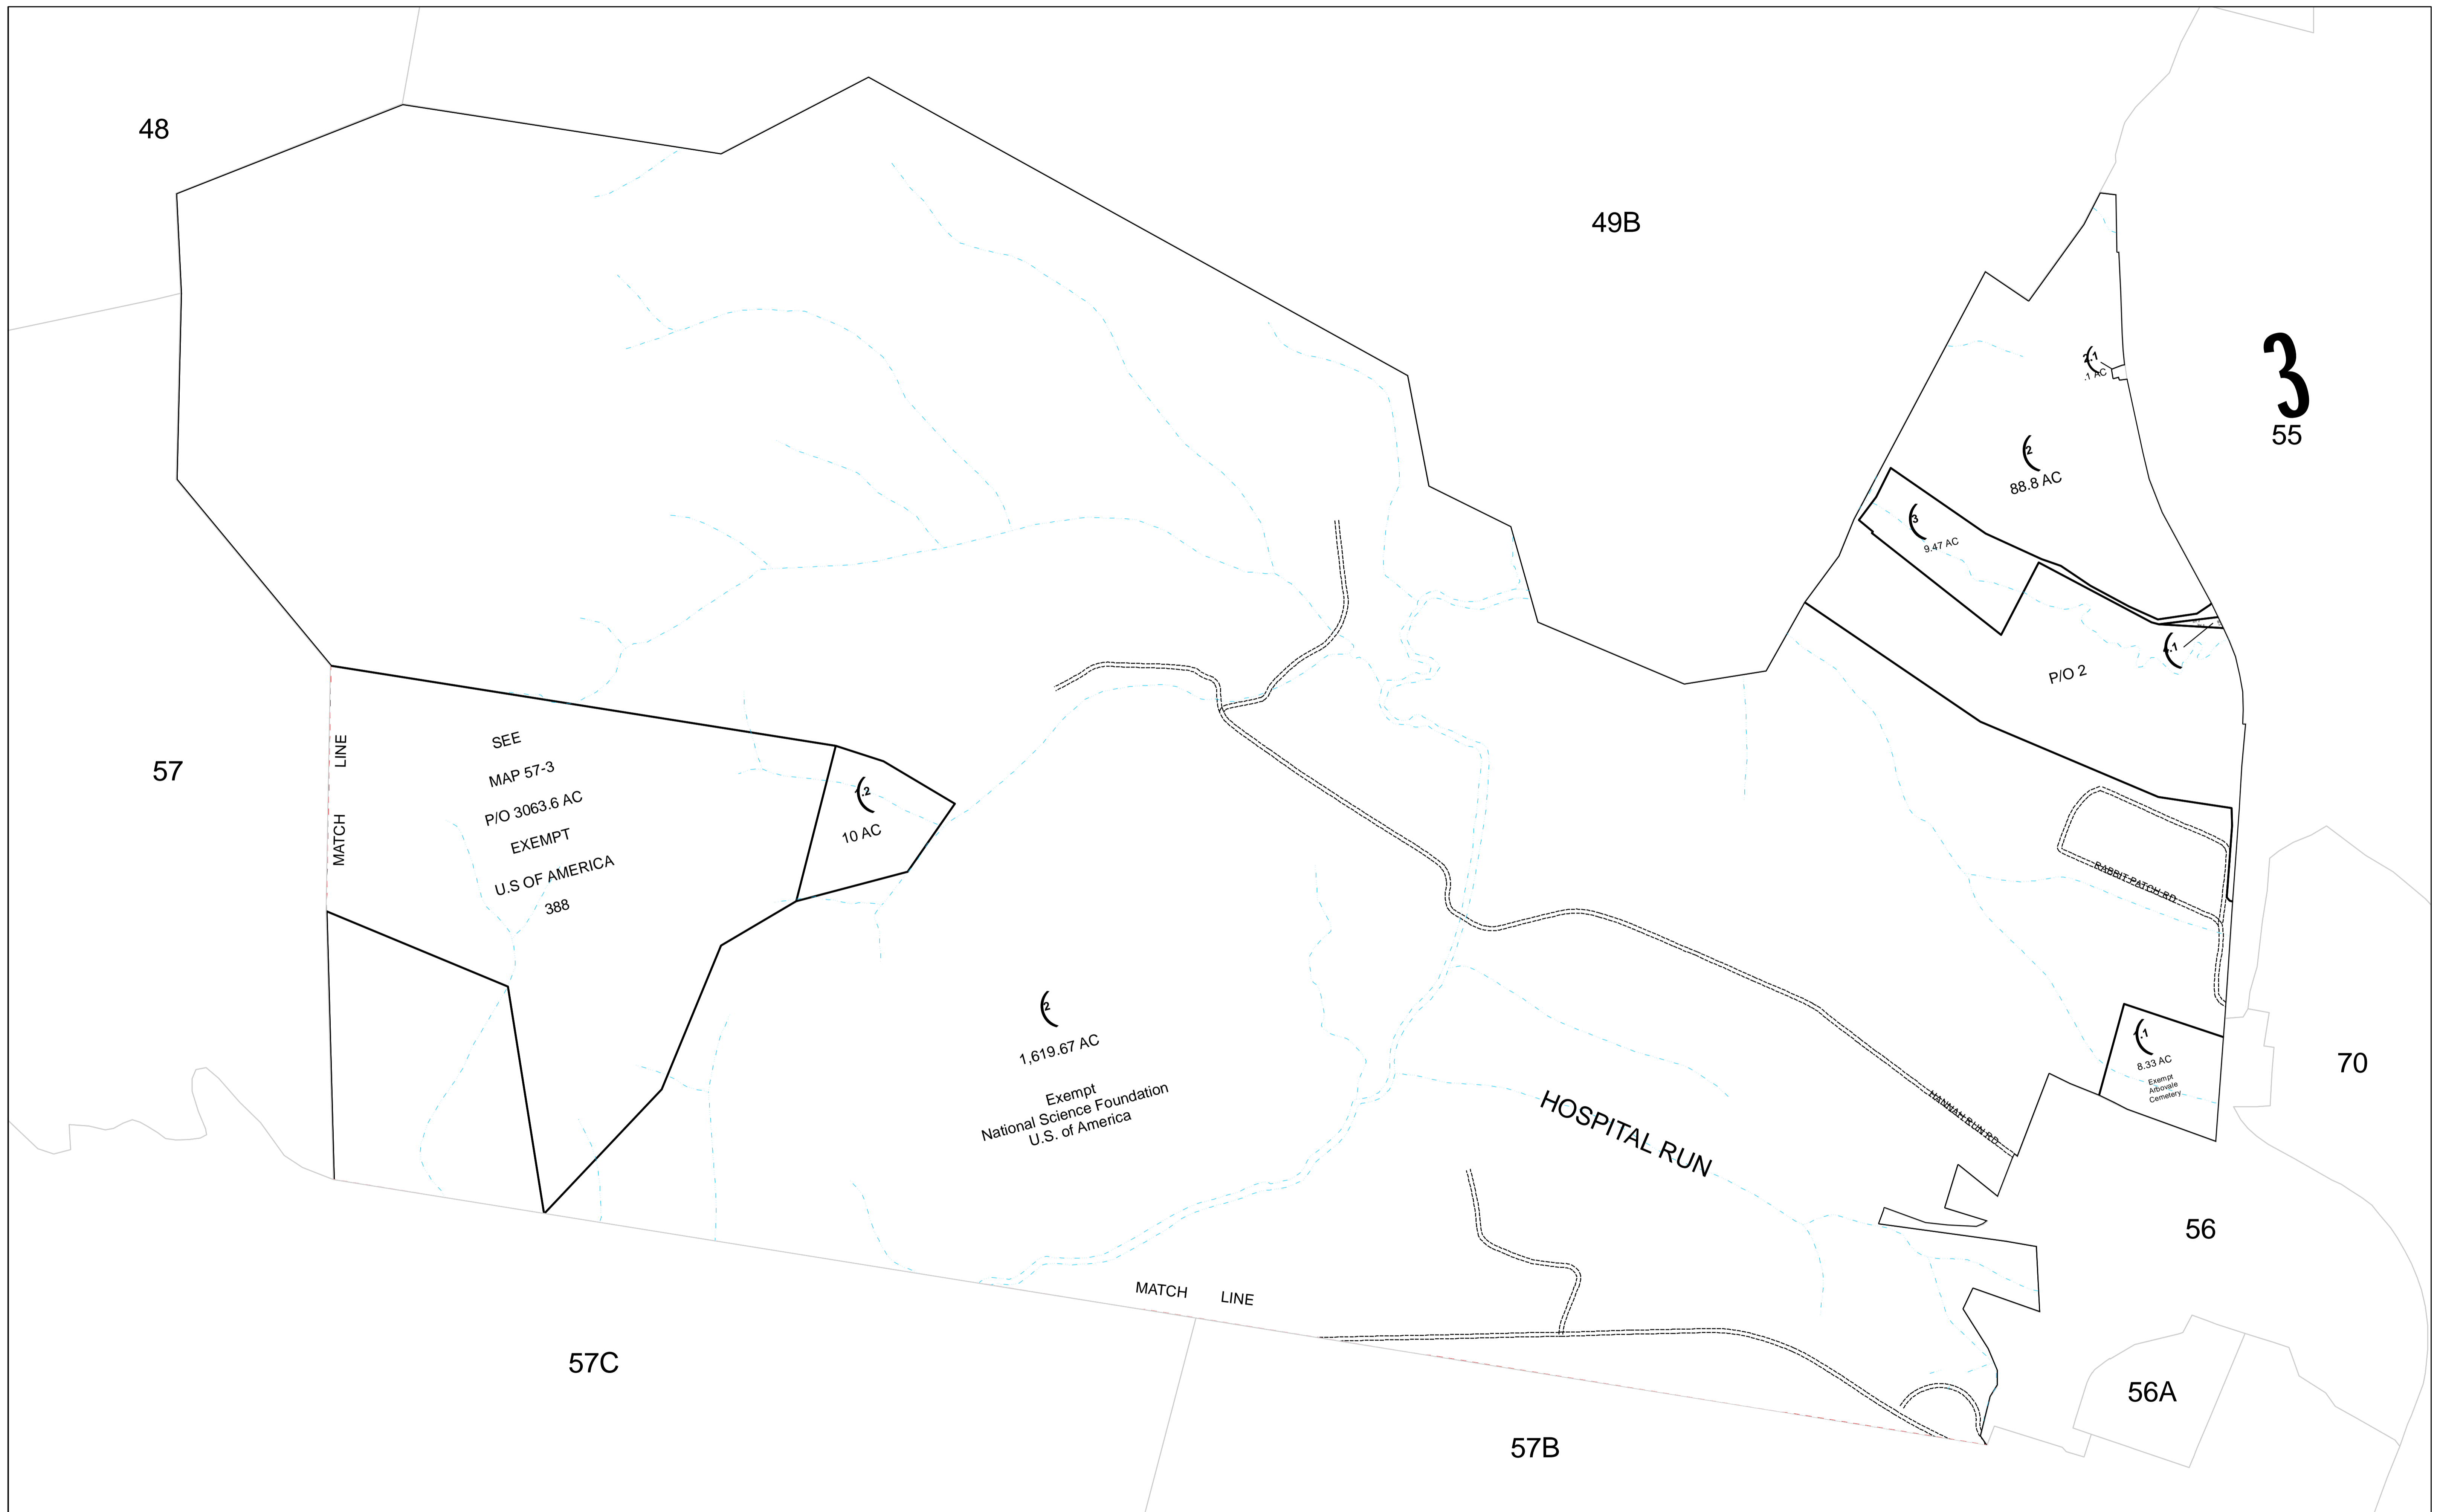 48
49B
3
55
2.1
.1 AC
2
88.8 AC
3
9.47 AC
P/O 2
57
MATCH LINE
SEE
MAP 57-3
P/O 3063.6 AC
EXEMPT
U.S OF AMERICA
388
10 AC
RABBIT PATCH RD
2
1,619.67 AC
Exempt
National Science Foundation
U.S. of America
HOSPITAL RUN
HANNAH RUN RD
8.33 AC
Exempt
Arbovale
Cemetery
70
56
MATCH LINE
57C
57B
56A